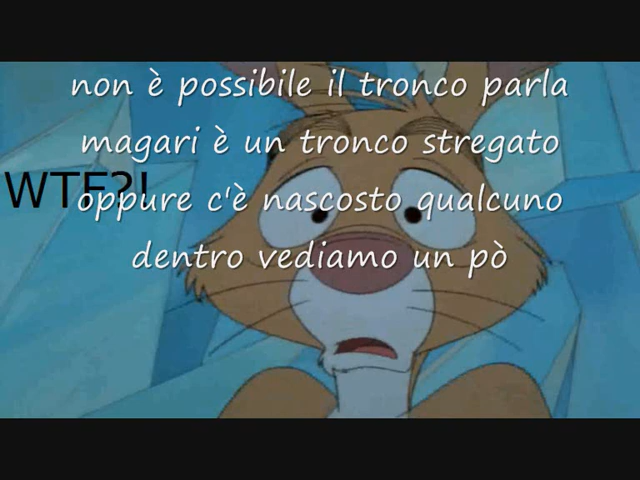 non è possibile il tronco parla
magari è un tronco stregato
WTF?!
oppure c'è nascosto qualcuno
dentro vediamo un pò